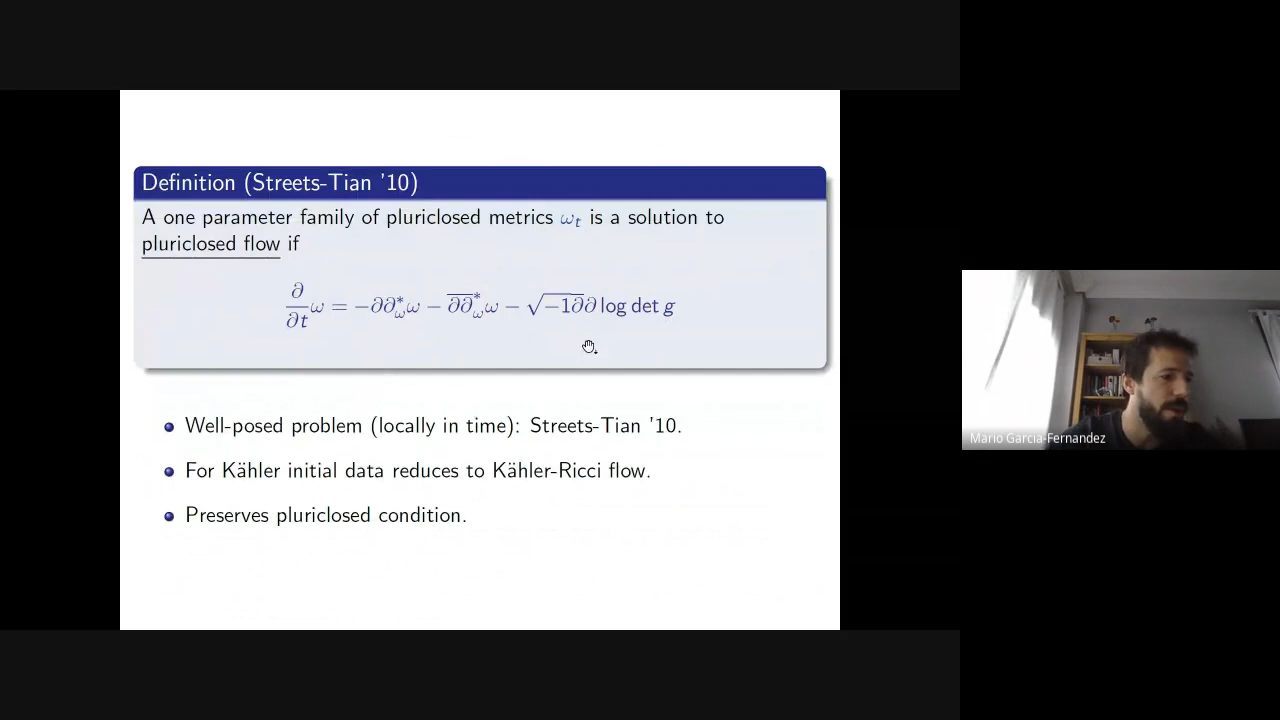 Definition (Streets-Tian '10)
A one parameter family of pluriclosed metrics ω_t is a solution to
pluriclosed flow if
∂/∂t ω = −∂∂*_ω ω − \overline{∂∂}*_ω ω − √−1 \overline{∂}∂ log det g
Well-posed problem (locally in time): Streets-Tian '10.
For Kähler initial data reduces to Kähler-Ricci flow.
Preserves pluriclosed condition.
Mario Garcia-Fernandez